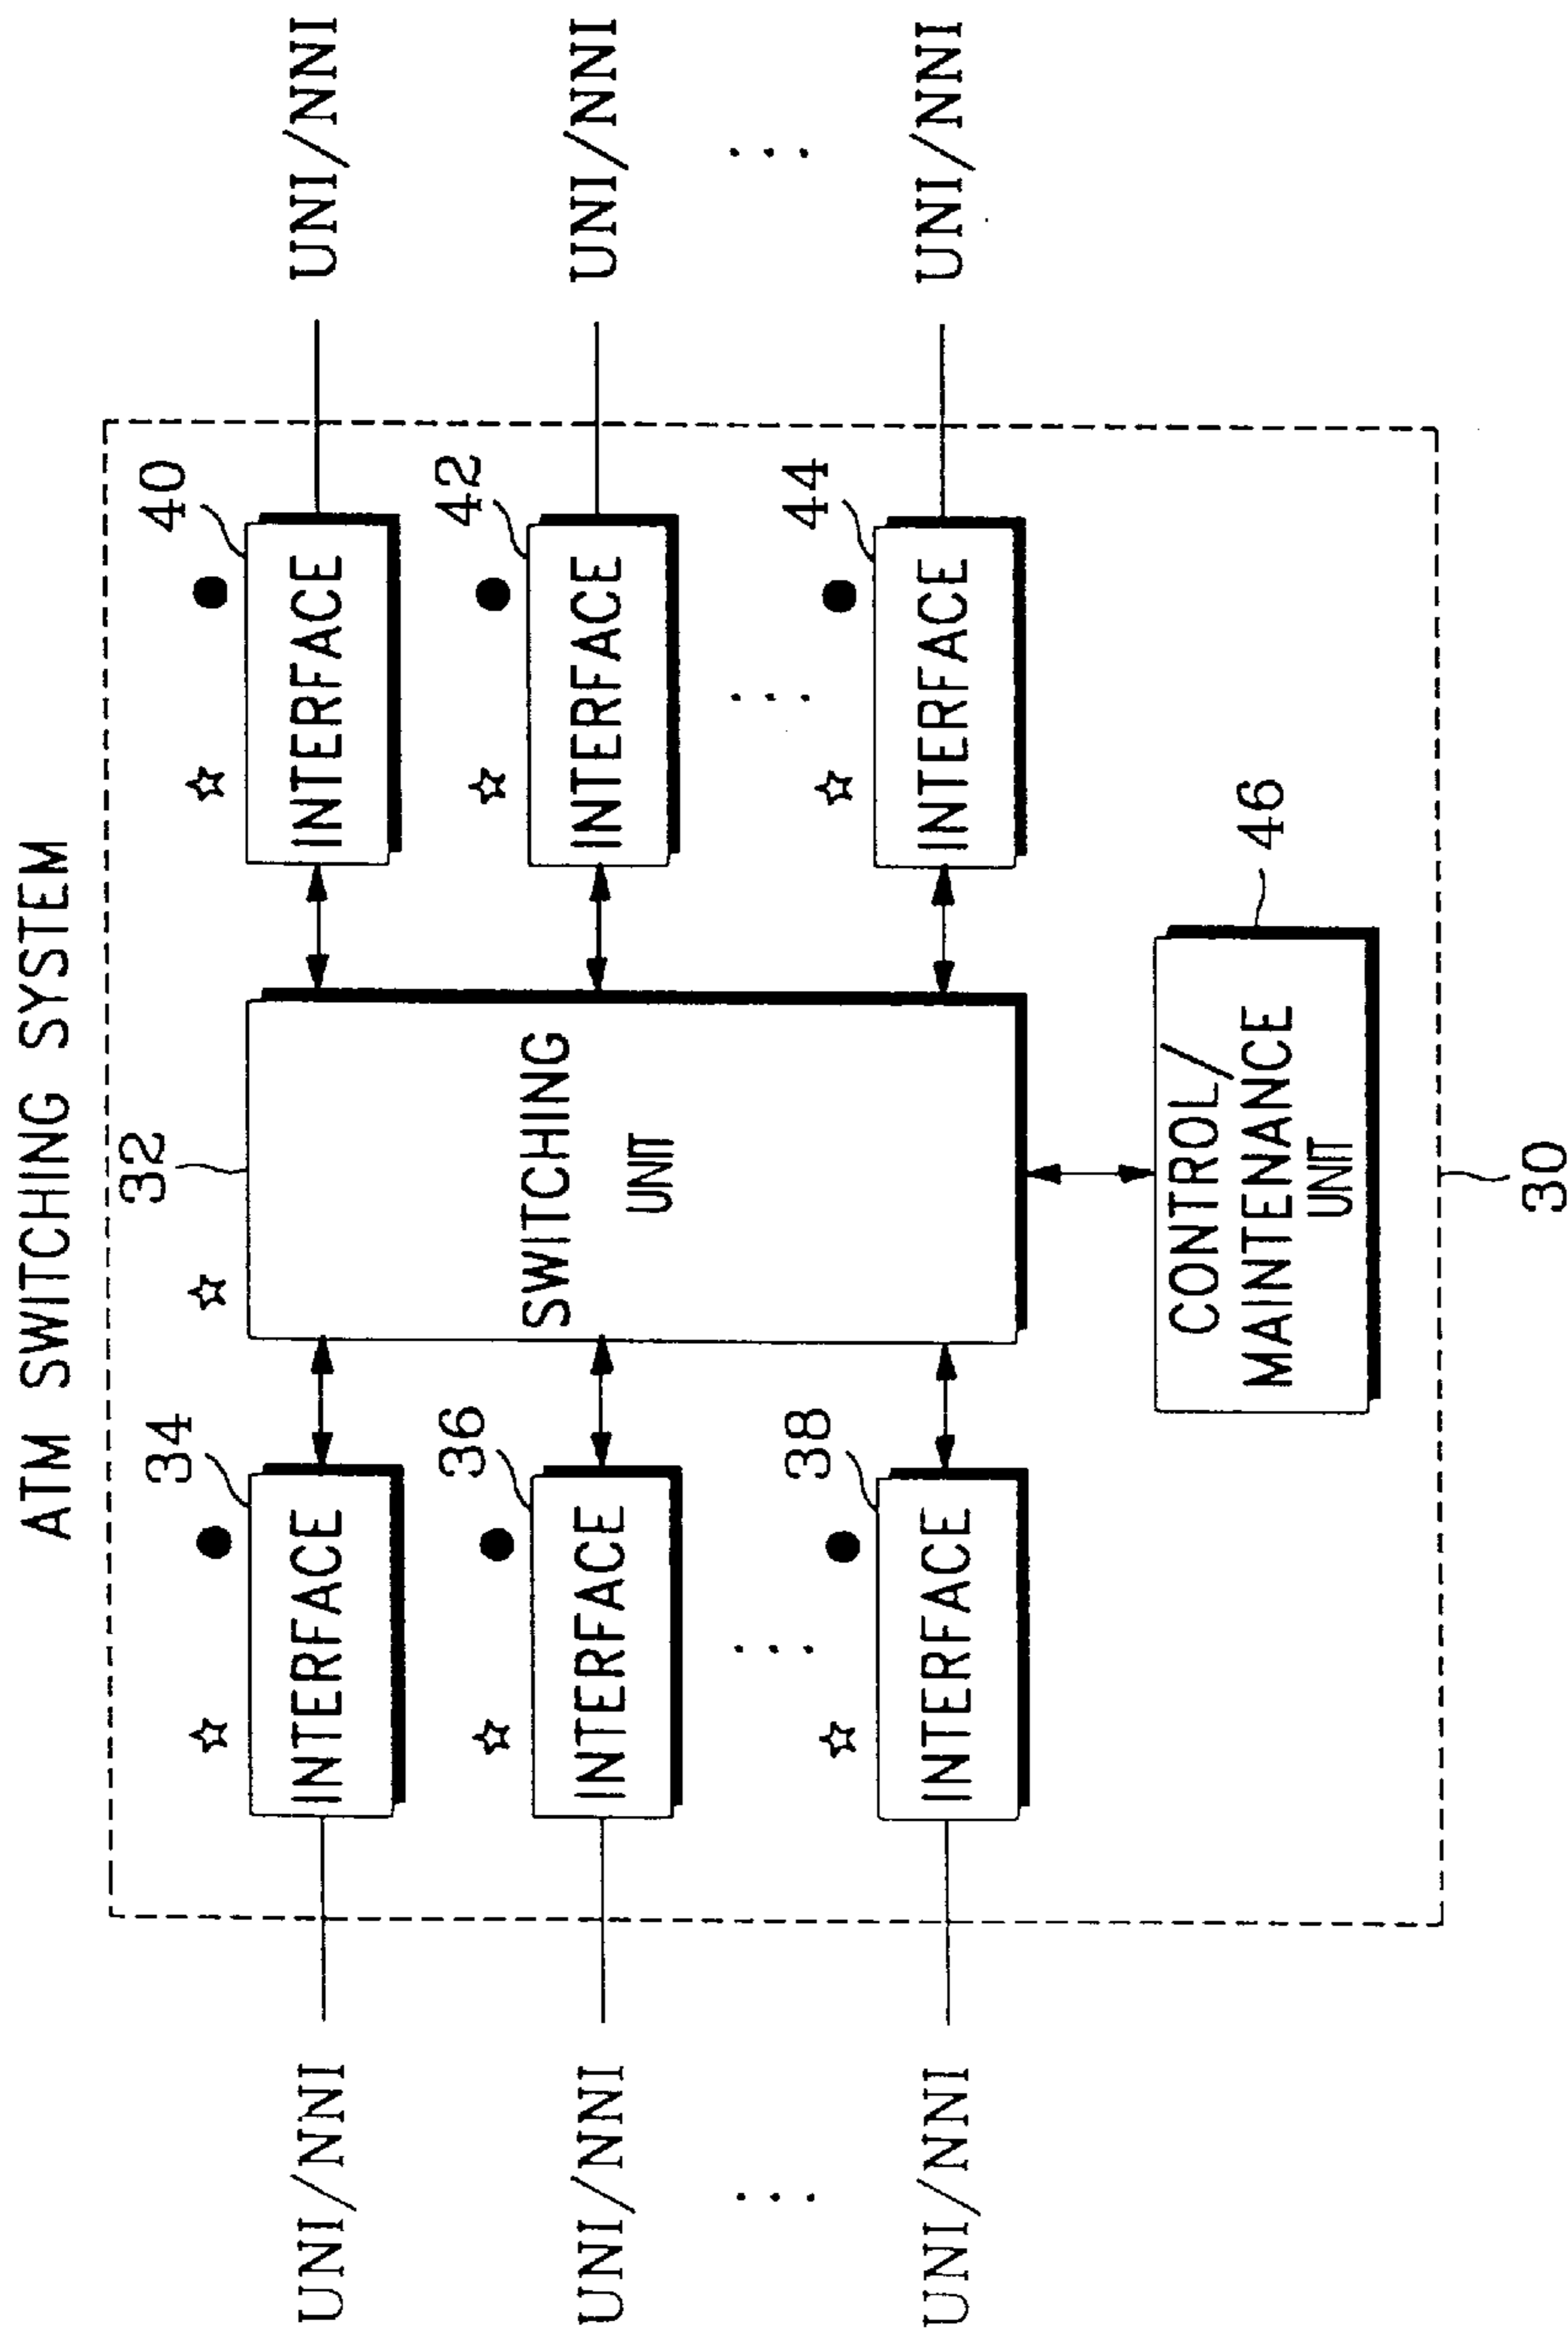 ATM SWITCHING SYSTEM
32
34
40
UNI/NNI
INTERFACE
INTERFACE
UNI/NNI
36
42
UNI/NNI
INTERFACE
SWITCHING
UNIT
INTERFACE
UNI/NNI
...
...
...
...
38
44
UNI/NNI
INTERFACE
INTERFACE
UNI/NNI
CONTROL/
MAINTENANCE
UNIT
46
30